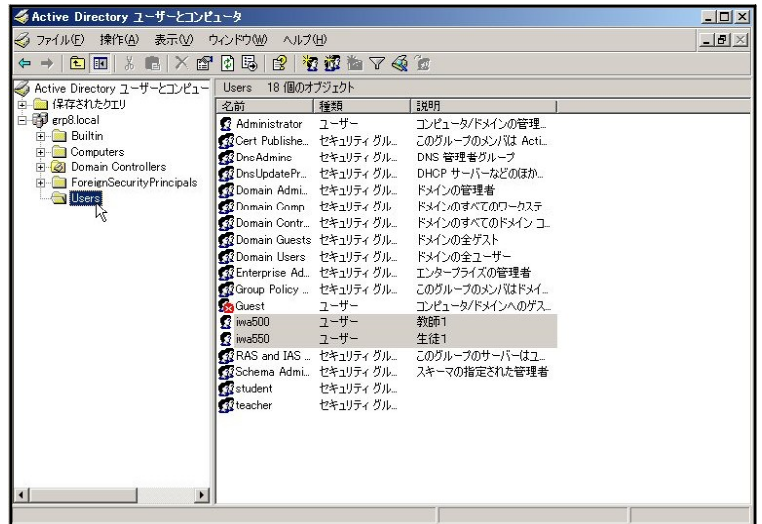 Active Directory ユーザーとコンピュータ
ファイル(F) 操作(A) 表示(V) ウィンドウ(W) ヘルプ(H)
Active Directory ユーザーとコンピュー
保存されたクエリ
grp8.local
Builtin
Computers
Domain Controllers
ForeignSecurityPrincipals
Users
Users 18 個のオブジェクト
名前 種類 説明
Administrator ユーザー コンピュータ/ドメインの管理...
Cert Publishe... セキュリティ グル... このグループのメンバは Acti...
DnsAdmins セキュリティ グル... DNS 管理者グループ
DnsUpdatePr... セキュリティ グル... DHCP サーバーなどのほか...
Domain Admi... セキュリティ グル... ドメインの管理者
Domain Comp セキュリティ グル ドメインのすべてのワークステ
Domain Contr... セキュリティ グル... ドメインのすべてのドメイン コ...
Domain Guests セキュリティ グル... ドメインの全ゲスト
Domain Users セキュリティ グル... ドメインの全ユーザー
Enterprise Ad... セキュリティ グル... エンタープライズの管理者
Group Policy ... セキュリティ グル... このグループのメンバはドメイ...
Guest ユーザー コンピュータ/ドメインへのゲス...
iwa500 ユーザー 教師1
iwa550 ユーザー 生徒1
RAS and IAS ... セキュリティ グル... このグループのサーバーはユ...
Schema Admi... セキュリティ グル... スキーマの指定された管理者
student セキュリティ グル...
teacher セキュリティ グル...